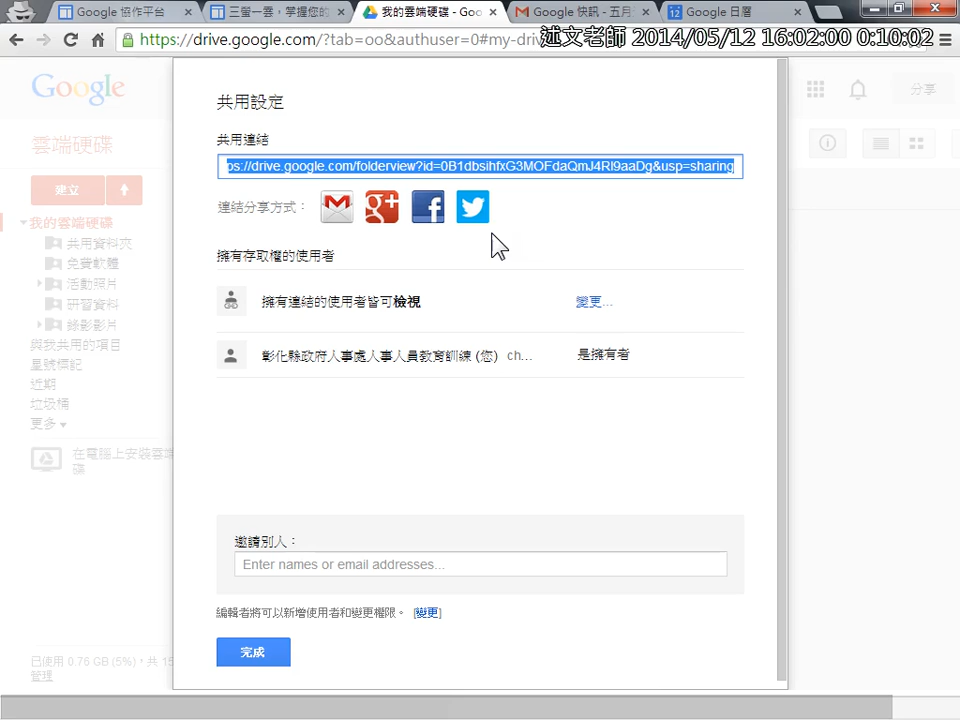 Google 協作平台
三螢一雲，學握您的
我的雲端硬碟 - Goo
Google 快訊 - 五月
Google 日曆
https://drive.google.com/?tab=oo&authuser=0#my-driv
述文老師 2014/05/12 16:02:00 0:10:02
Google
分享
雲端硬碟
建立
我的雲端硬碟
共用資料夾
免費軟體
活動照片
研習資料
錄影影片
與我共用的項目
星號標記
近期
垃圾桶
更多
在電腦上安裝雲端
碟
已使用 0.76 GB (5%)，共 15
管理
共用設定
共用連結
ps://drive.google.com/folderview?id=0B1dbsihfxG3MOFdaQmJ4Rl9aaDg&usp=sharing
連結分享方式：
擁有存取權的使用者
擁有連結的使用者皆可檢視
變更...
彰化縣政府人事處人事人員教育訓練 (您) ch...
是擁有者
邀請別人：
Enter names or email addresses...
編輯者將可以新增使用者和變更權限。 [變更]
完成